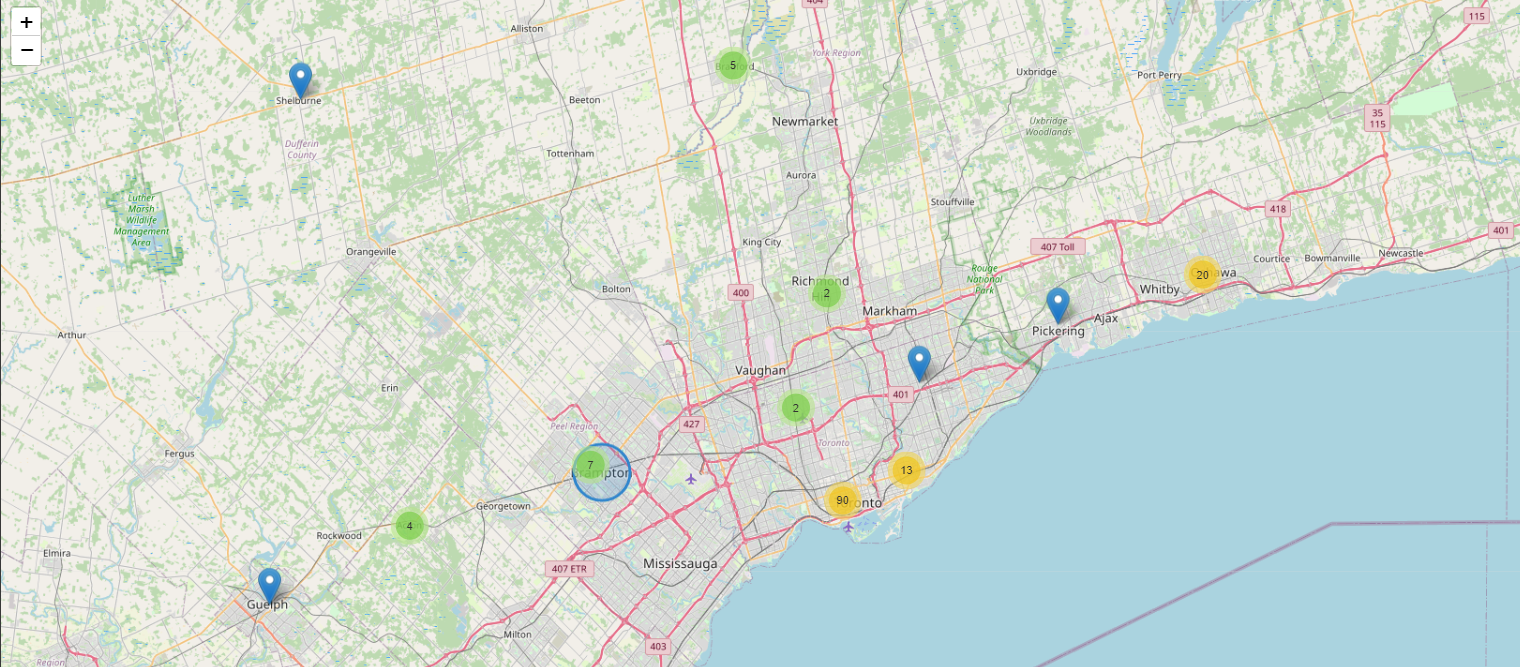 +
−
404
115
Alliston
York Region
5
Uxbridge
Port Perry
Shelburne
Beeton
35
115
Newmarket
Uxbridge
Woodlands
Dufferin
County
Tottenham
Aurora
Luther
Marsh
Wildlife
Management
Area
Stouffville
418
401
King City
407 Toll
Orangeville
Courtice
Bowmanville
Newcastle
Rouge
National
Park
20
Richmond
2
400
Bolton
Whitby
Markham
Ajax
Pickering
Arthur
Vaughan
Erin
401
2
427
Peel Region
Toronto
Fergus
7
Brampton
13
90
Toronto
Georgetown
4
Rockwood
Elmira
Mississauga
407 ETR
Guelph
Milton
403
Region